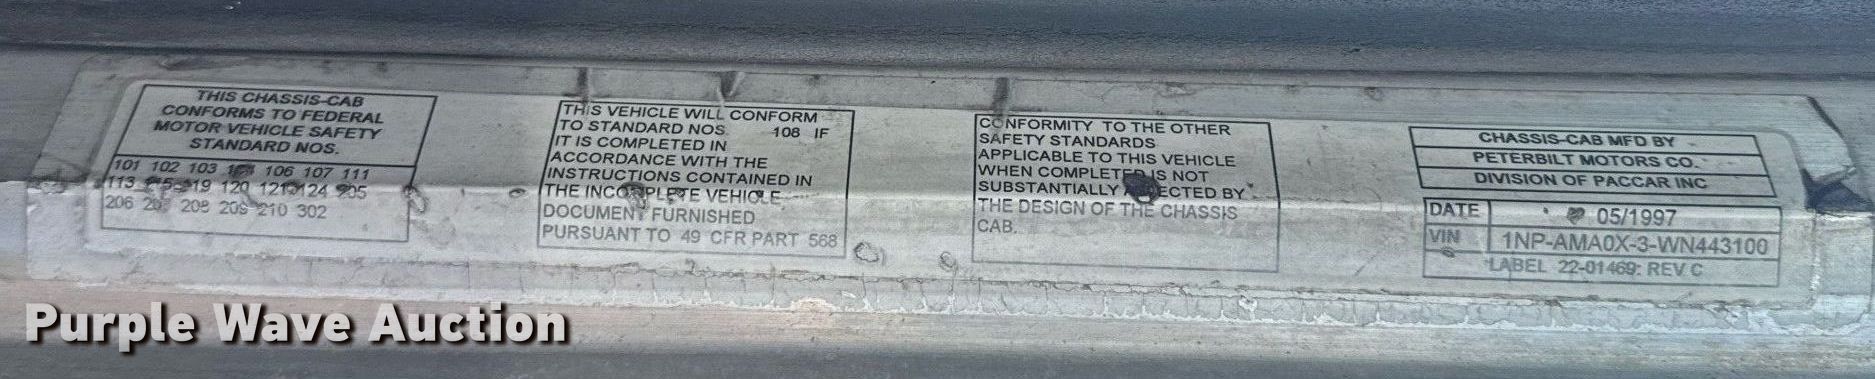 THIS CHASSIS-CAB
CONFORMS TO FEDERAL
MOTOR VEHICLE SAFETY
STANDARD NOS.
101 102 103 106 107 111
113 119 120 121 124 205
206 207 208 209 210 302
THIS VEHICLE WILL CONFORM
TO STANDARD NOS. 108 IF
IT IS COMPLETED IN
ACCORDANCE WITH THE
INSTRUCTIONS CONTAINED IN
THE INCOMPLETE VEHICLE
DOCUMENT FURNISHED
PURSUANT TO 49 CFR PART 568
CONFORMITY TO THE OTHER
SAFETY STANDARDS
APPLICABLE TO THIS VEHICLE
WHEN COMPLETED IS NOT
SUBSTANTIALLY AFFECTED BY
THE DESIGN OF THE CHASSIS
CAB.
CHASSIS-CAB MFD BY
PETERBILT MOTORS CO.
DIVISION OF PACCAR INC
DATE 05/1997
VIN 1NP-AMA0X-3-WN443100
LABEL 22-01469: REV C
Purple Wave Auction